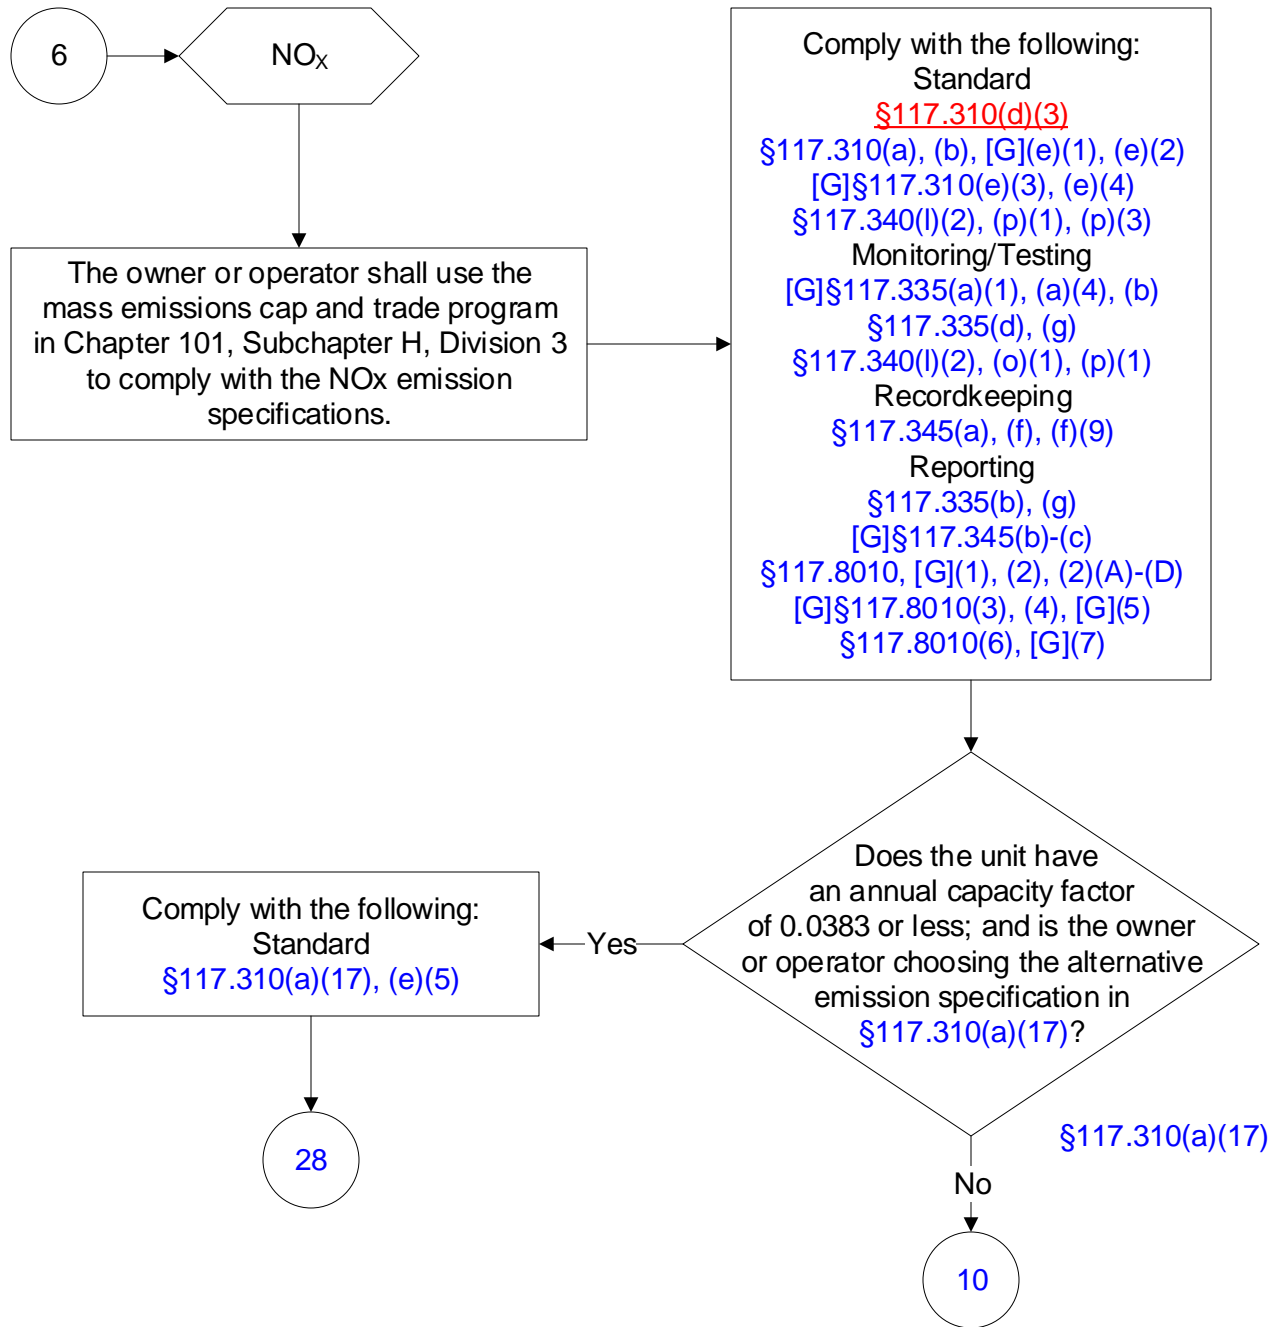 6
NOX
The owner or operator shall use the
mass emissions cap and trade program
in Chapter 101, Subchapter H, Division 3
to comply with the NOx emission
specifications.
Comply with the following:
Standard
§117.310(d)(3)
§117.310(a), (b), [G](e)(1), (e)(2)
[G]§117.310(e)(3), (e)(4)
§117.340(l)(2), (p)(1), (p)(3)
Monitoring/Testing
[G]§117.335(a)(1), (a)(4), (b)
§117.335(d), (g)
§117.340(l)(2), (o)(1), (p)(1)
Recordkeeping
§117.345(a), (f), (f)(9)
Reporting
§117.335(b), (g)
[G]§117.345(b)-(c)
§117.8010, [G](1), (2), (2)(A)-(D)
[G]§117.8010(3), (4), [G](5)
§117.8010(6), [G](7)
Does the unit have
an annual capacity factor
of 0.0383 or less; and is the owner
or operator choosing the alternative
emission specification in
§117.310(a)(17)?
Yes
Comply with the following:
Standard
§117.310(a)(17), (e)(5)
28
§117.310(a)(17)
No
10